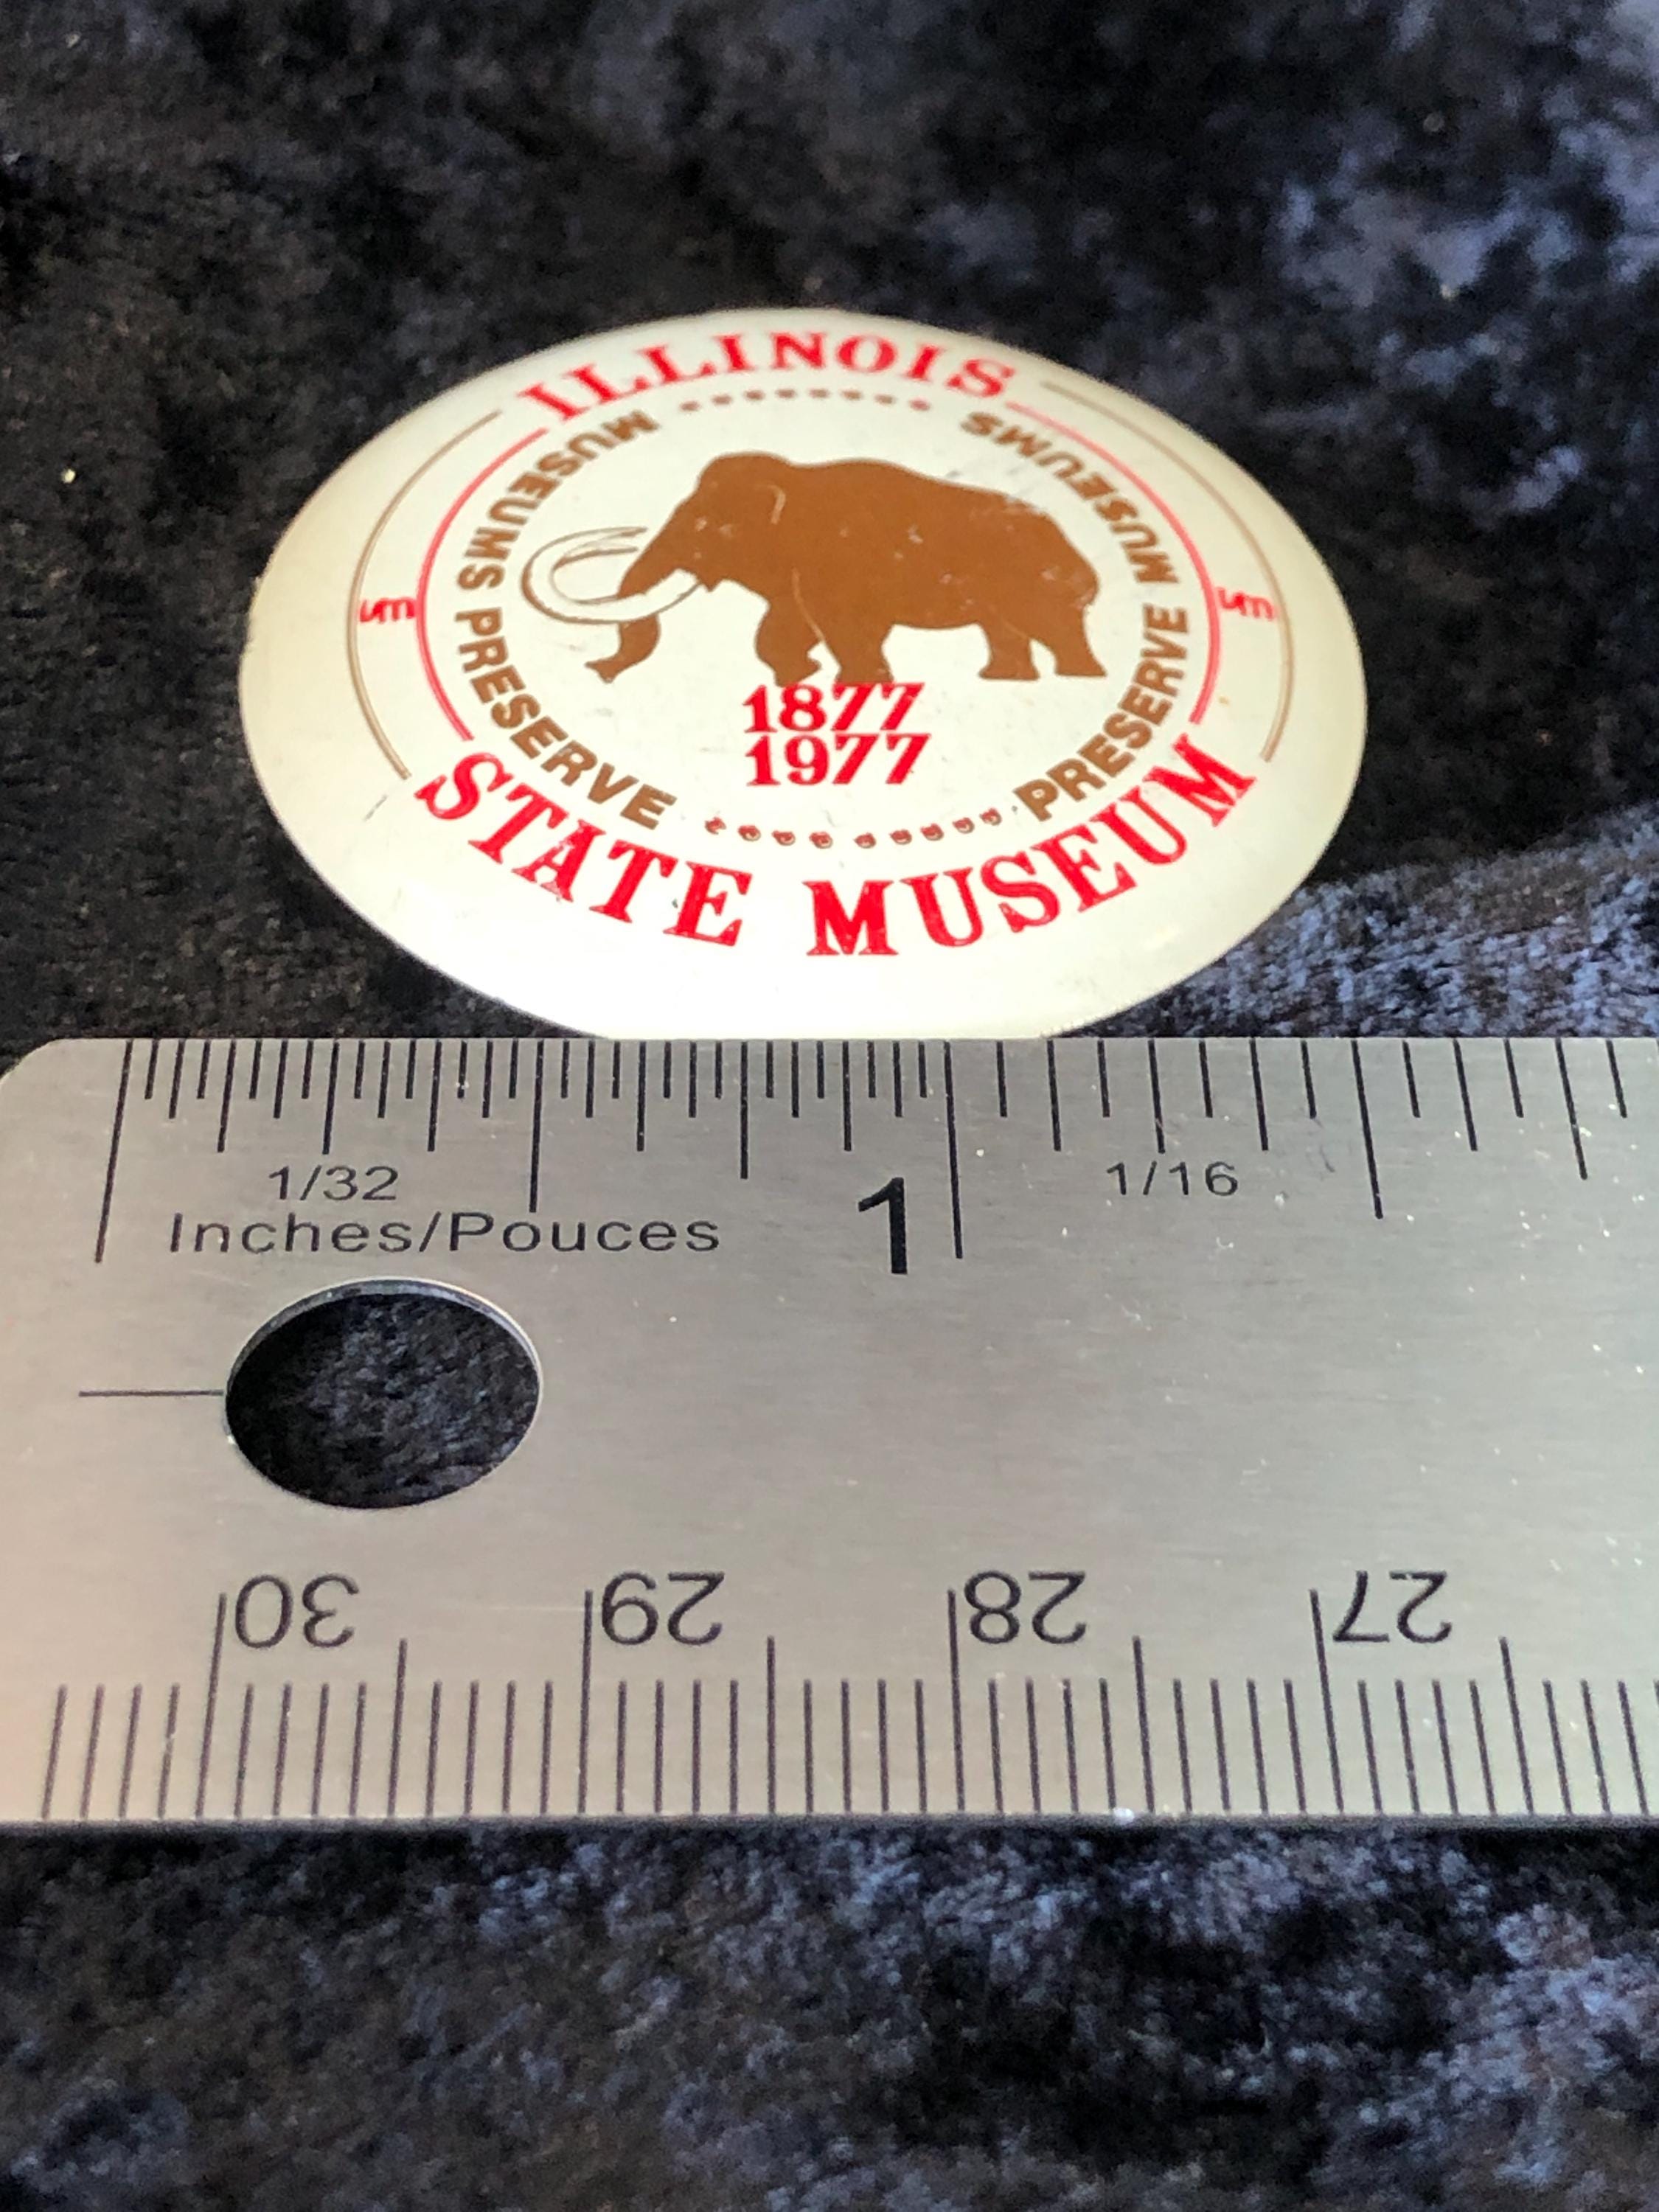 ILLINOIS
MUSEUMS PRESERVE
MUSEUMS PRESERVE
1877
1977
STATE MUSEUM
1/32
1/16
Inches/Pouces
1
30
29
28
27